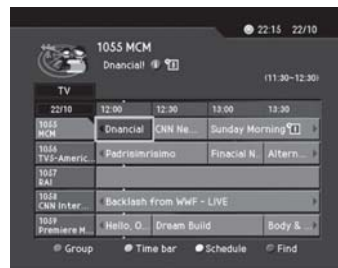 22:15 22/10
1055 MCM
Dnancial!
(11:30~12:30)
TV
22/10 12:00 12:30 13:00 13:30
1055 MCM Dnancial CNN Ne... Sunday Morning
1056 TV5-Americ... Padrisimrisimo Finacial N. Altern...
1057 RAI
1058 CNN Inter... Backlash from WWF - LIVE
1059 Premiere M... Hello, O... Dream Build Body & ...
Group Time bar Schedule Find